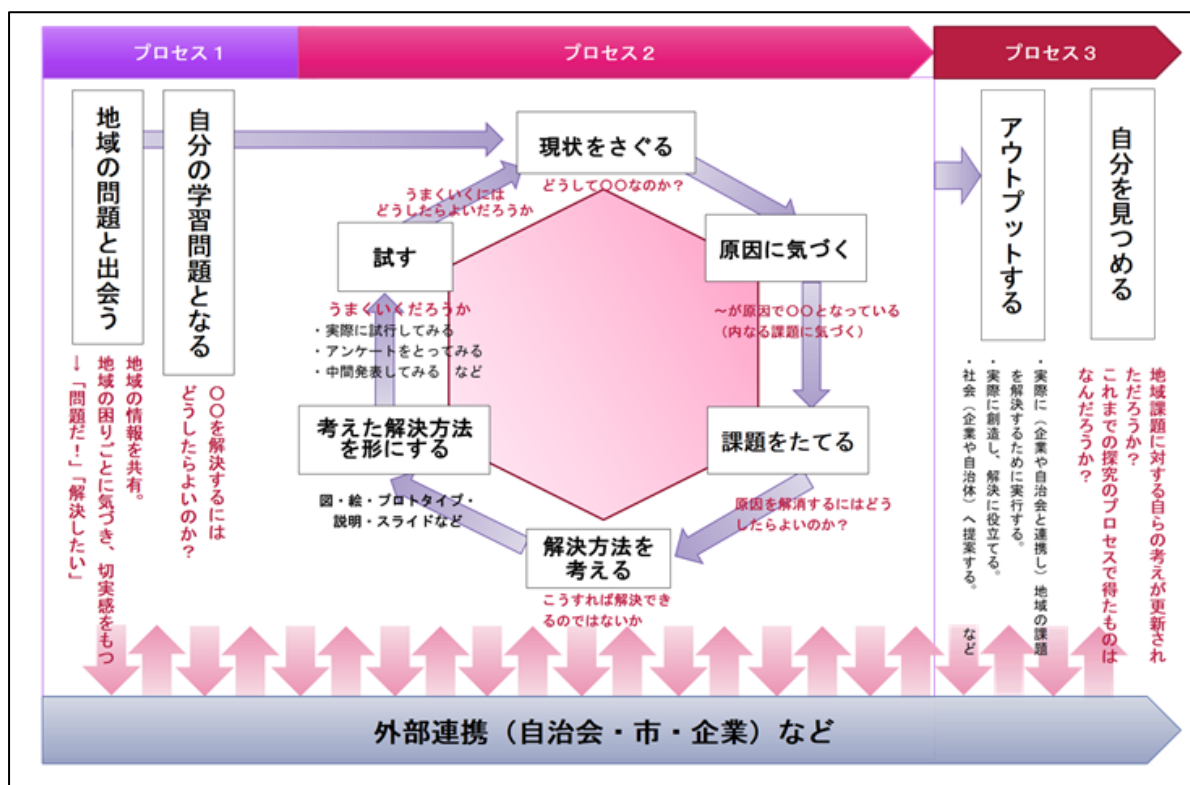 プロセス1
プロセス2
プロセス3
地域の問題と出会う
地域の情報を共有。
地域の困りごとに気づき、切実感をもつ
→「問題だ！」「解決したい」
自分の学習問題となる
〇〇を解決するには
どうしたらよいのか？
現状をさぐる
どうして〇〇なのか？
原因に気づく
～が原因で〇〇となっている
（内なる課題に気づく）
課題をたてる
原因を解消するにはどう
したらよいのか？
解決方法を
考える
こうすれば解決でき
るのではないか
考えた解決方法
を形にする
図・絵・プロトタイプ・
説明・スライドなど
試す
うまくいくだろうか
・実際に試行してみる
・アンケートをとってみる
・中間発表してみる　など
うまくいくには
どうしたらよいだろうか
アウトプットする
・実際に（企業や自治会と連携し）地域の課題
を解決するために実行する。
・実際に創造し、解決に役立てる。
・社会（企業や自治体）へ提案する。　など
自分を見つめる
地域課題に対する自らの考えが更新され
ただろうか？
これまでの探究のプロセスで得たものは
なんだろうか？
外部連携（自治会・市・企業）など